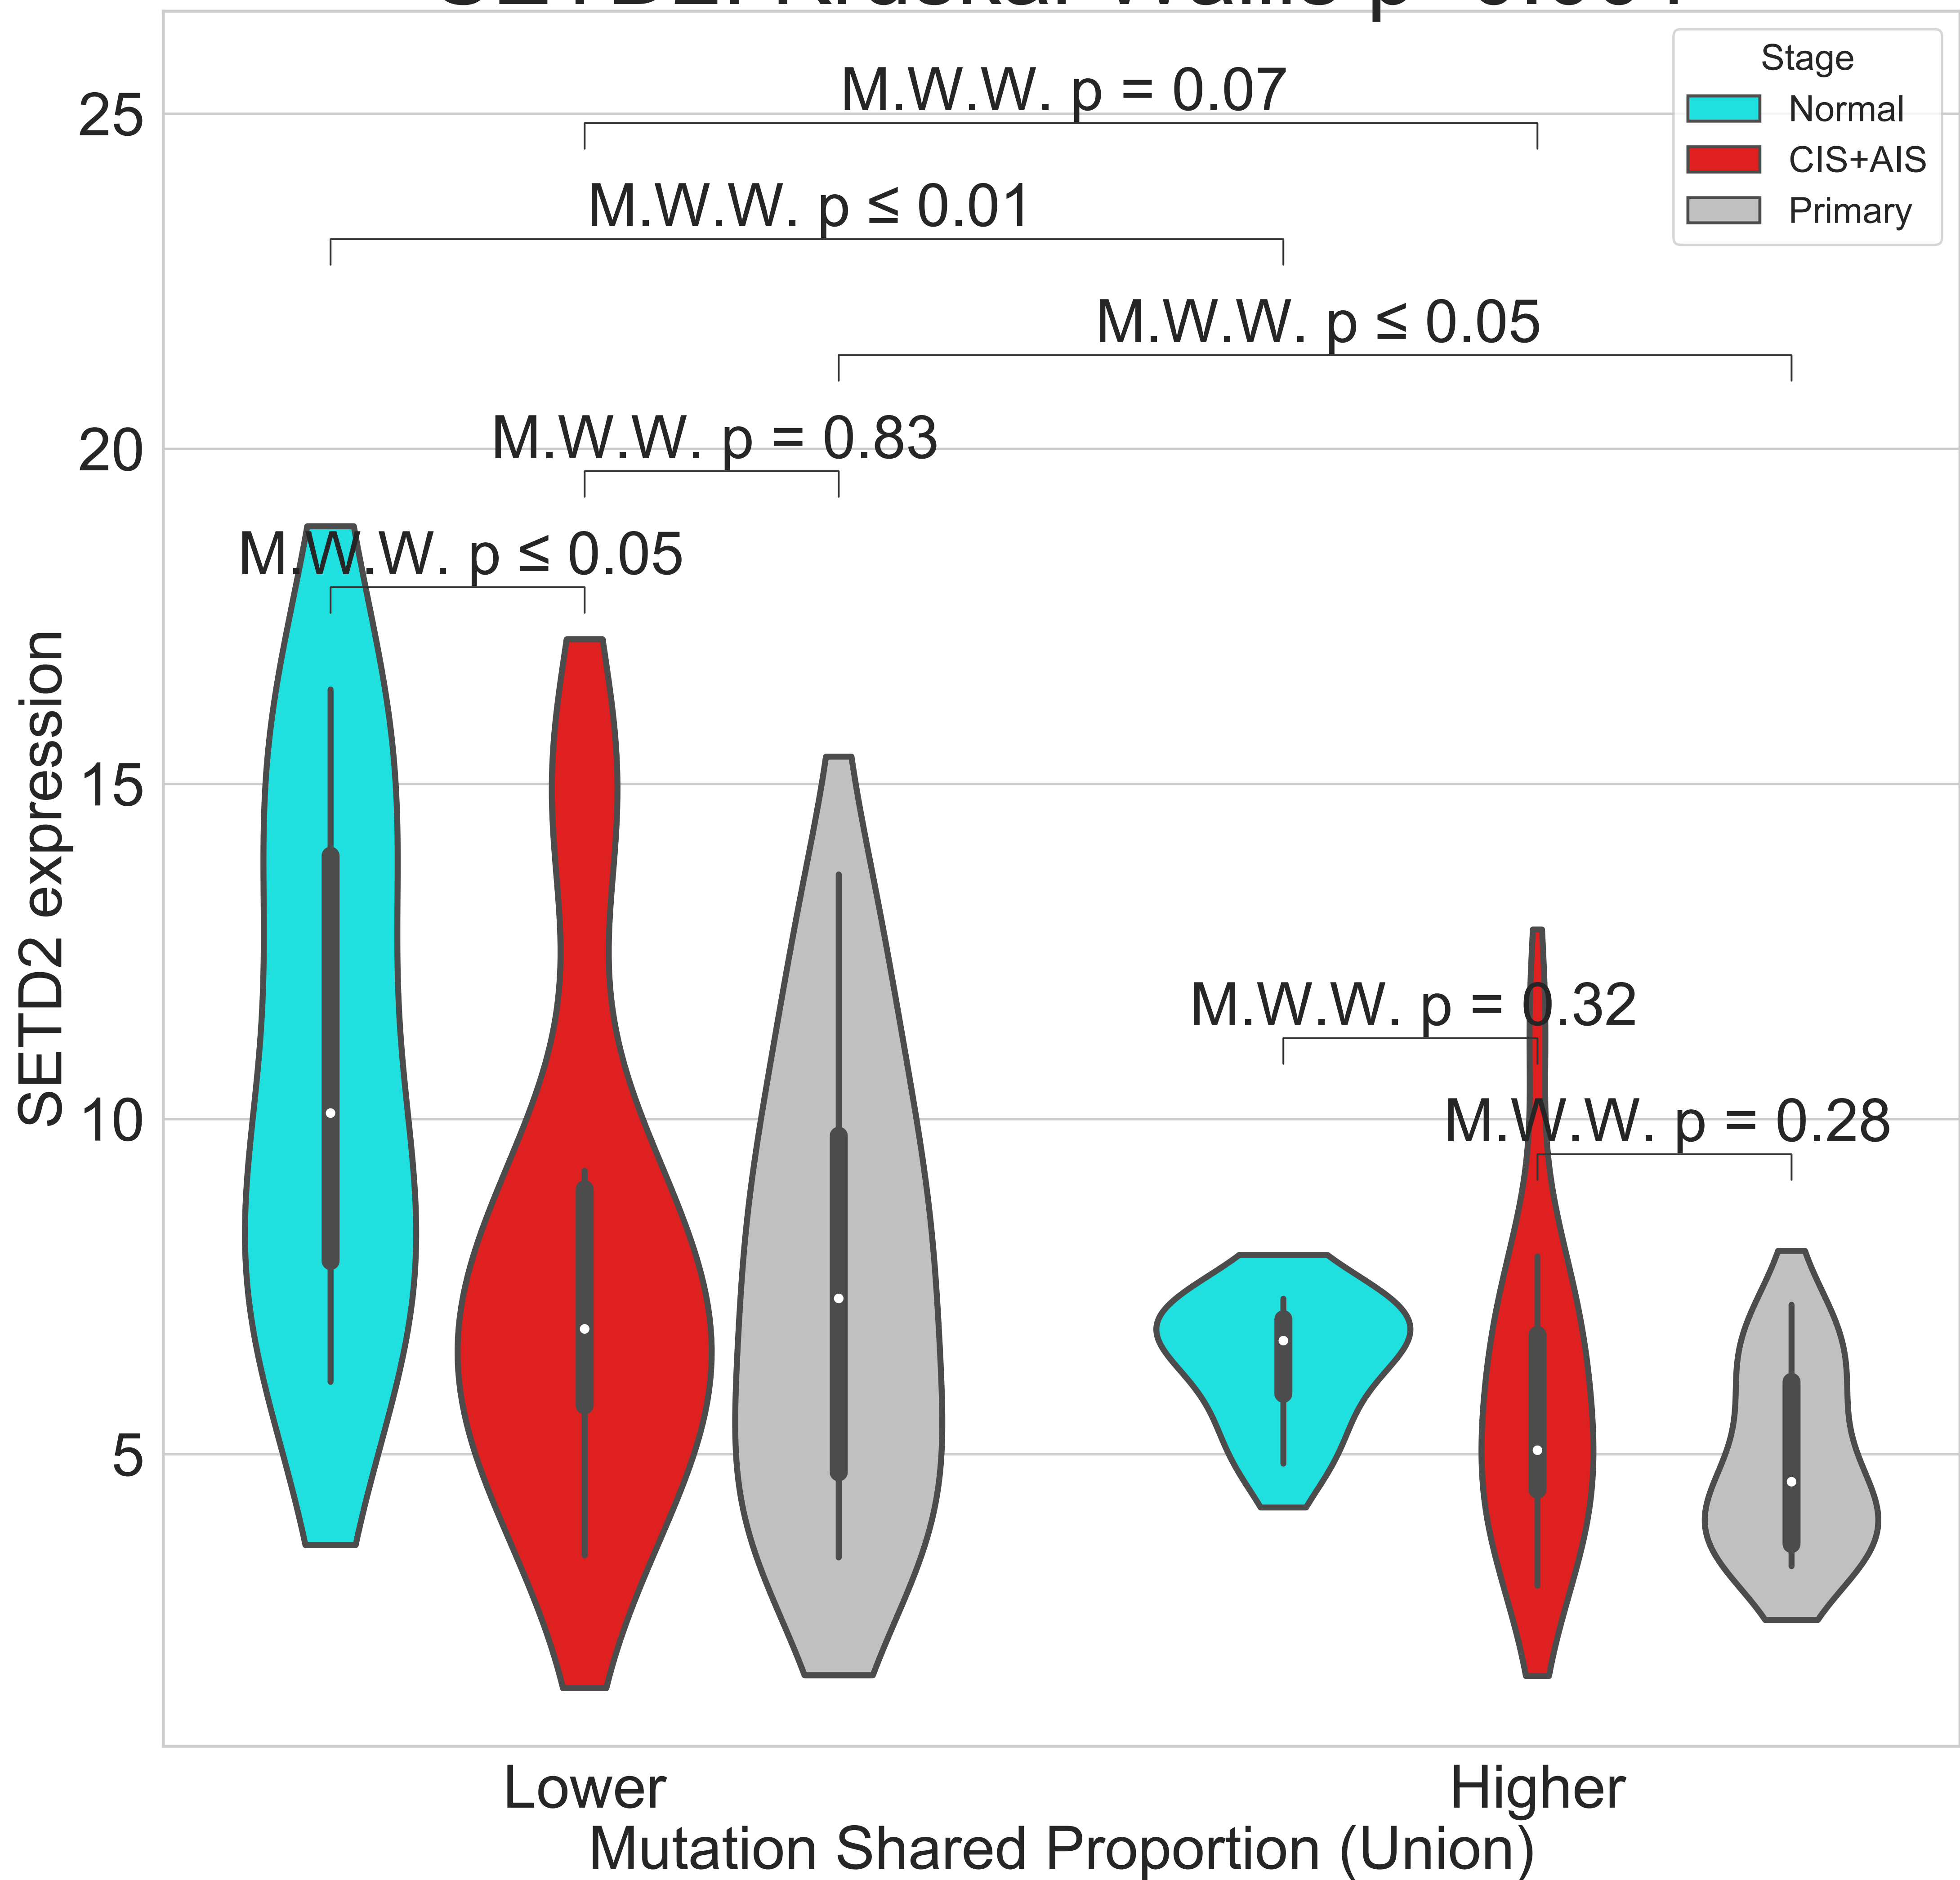 M.W.W. p = 0.07
M.W.W. p ≤ 0.01
M.W.W. p ≤ 0.05
M.W.W. p = 0.83
M.W.W. p ≤ 0.05
M.W.W. p = 0.32
M.W.W. p = 0.28
Stage
Normal
CIS+AIS
Primary
25
20
15
10
5
SETD2 expression
Lower
Higher
Mutation Shared Proportion (Union)